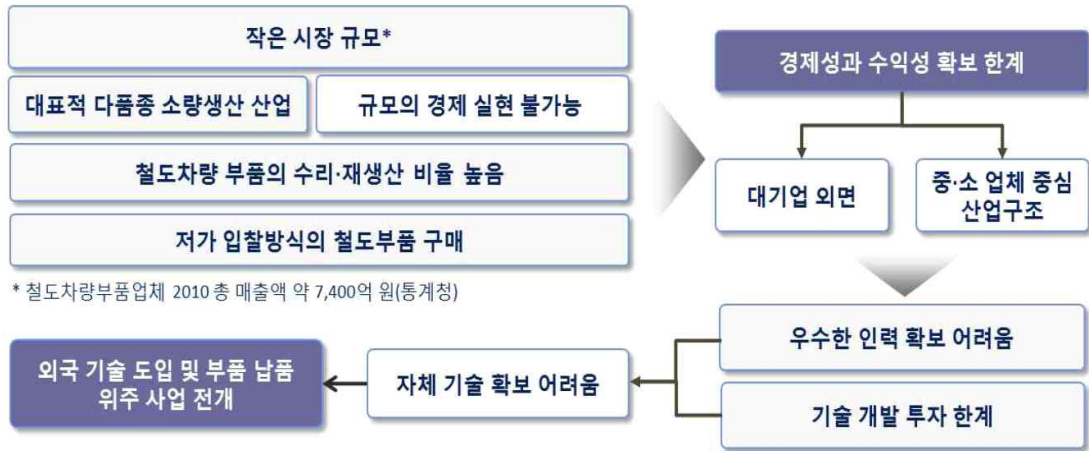 작은 시장 규모*
대표적 다품종 소량생산 산업
규모의 경제 실현 불가능
철도차량 부품의 수리·재생산 비율 높음
저가 입찰방식의 철도부품 구매
* 철도차량부품업체 2010 총 매출액 약 7,400억 원(통계청)
경제성과 수익성 확보 한계
대기업 외면
중·소 업체 중심
산업구조
우수한 인력 확보 어려움
기술 개발 투자 한계
자체 기술 확보 어려움
외국 기술 도입 및 부품 납품
위주 사업 전개